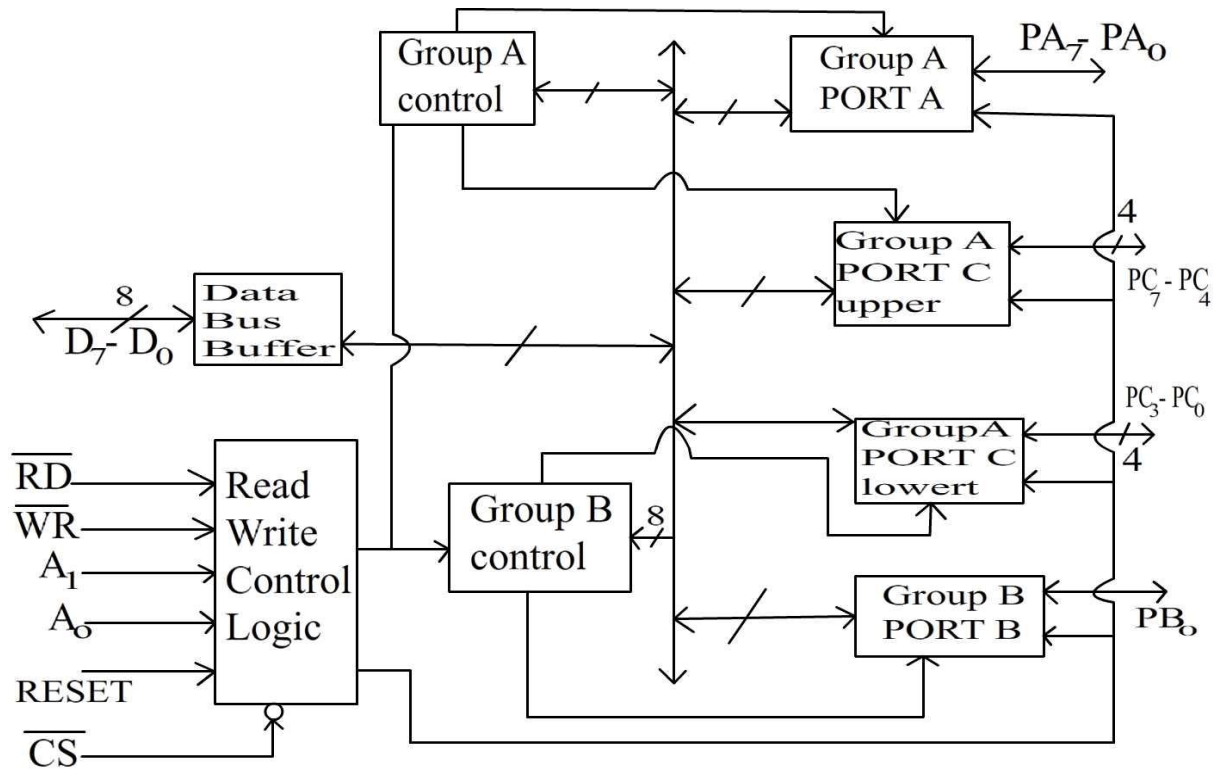 Group A
control
Group A
PORT A
PA₇- PA₀
4
Group A
PORT C
upper
PC₇ - PC₄
8
D₇- D₀
Data
Bus
Buffer
PC₃- PC₀
GroupA
PORT C
lowert
4
RD
WR
A₁
A₀
RESET
CS
Read
Write
Control
Logic
Group B
control
8
Group B
PORT B
PB₀